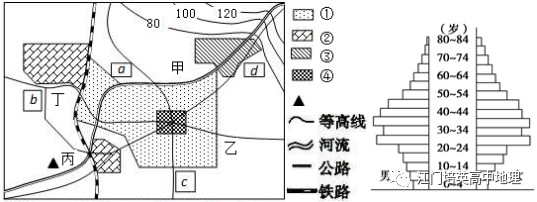 80
100
120
a
甲
d
b
丁
乙
丙
c
①
②
③
④
等高线
河流
公路
铁路
(岁)
80~84
70~74
60~64
50~54
40~44
30~34
20~24
10~14
0~4
男
江门培英高中地理